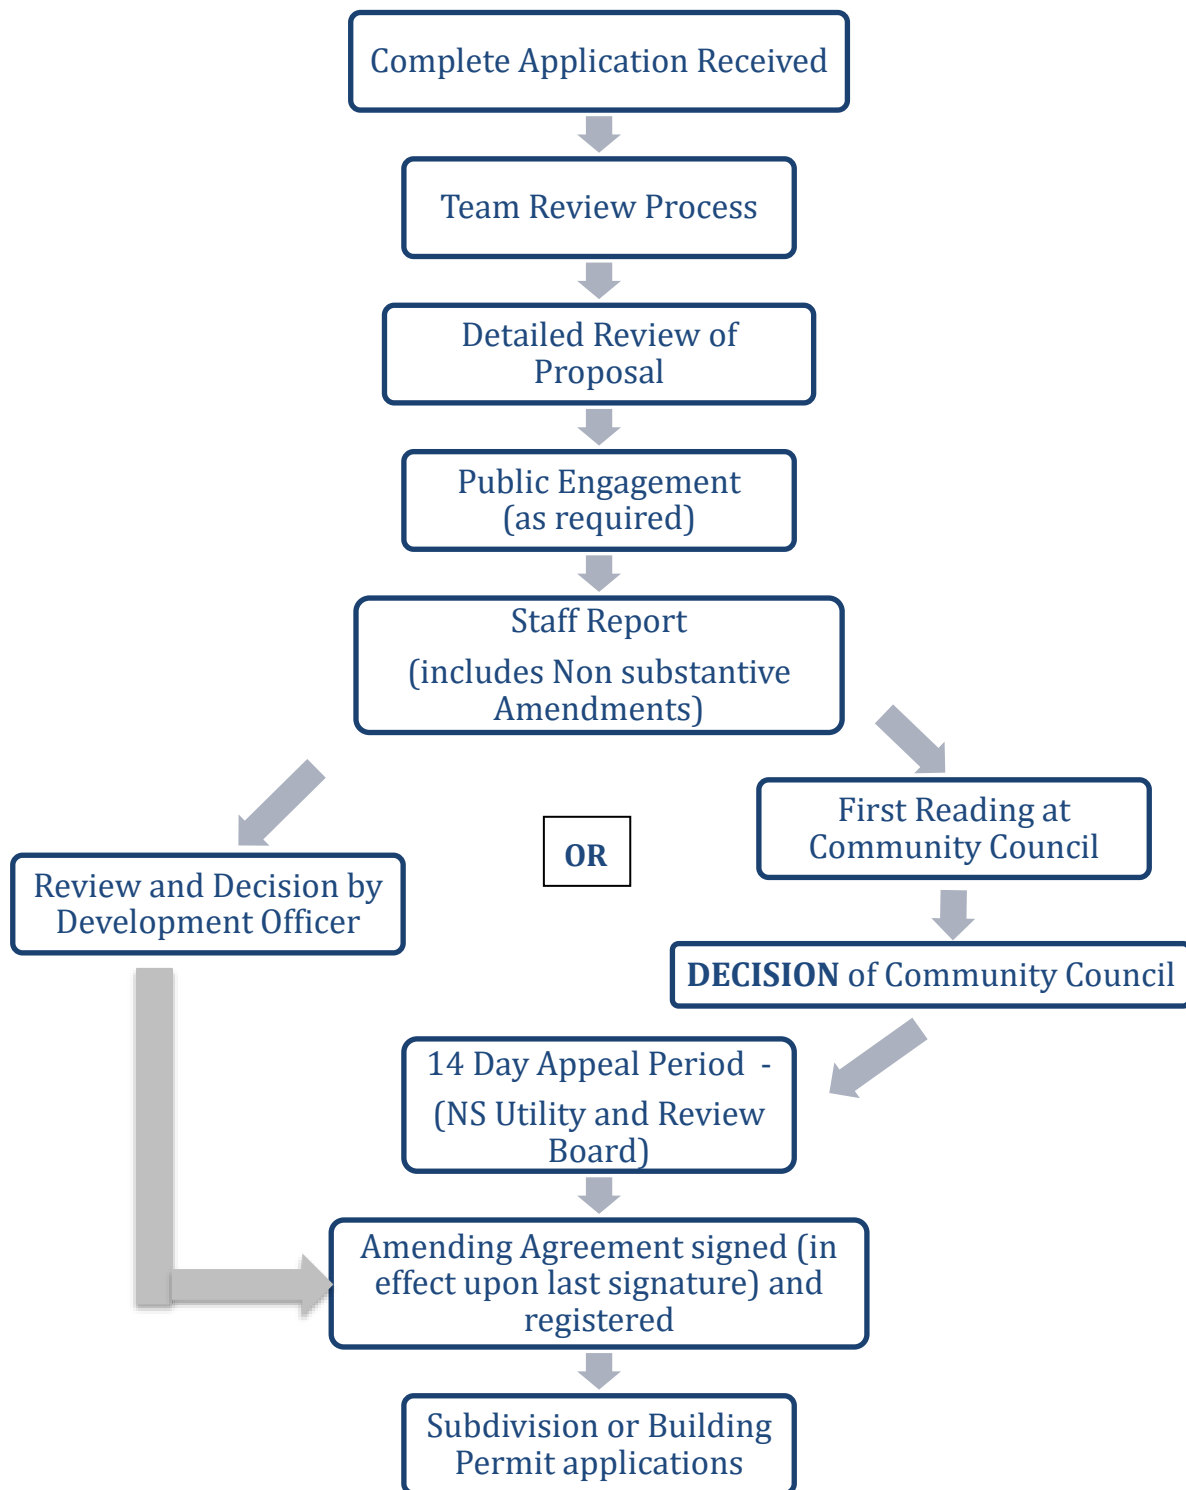 Complete Application Received
Team Review Process
Detailed Review of
Proposal
Public Engagement
(as required)
Staff Report
(includes Non substantive
Amendments)
First Reading at
Community Council
OR
Review and Decision by
Development Officer
DECISION of Community Council
14 Day Appeal Period -
(NS Utility and Review
Board)
Amending Agreement signed (in
effect upon last signature) and
registered
Subdivision or Building
Permit applications